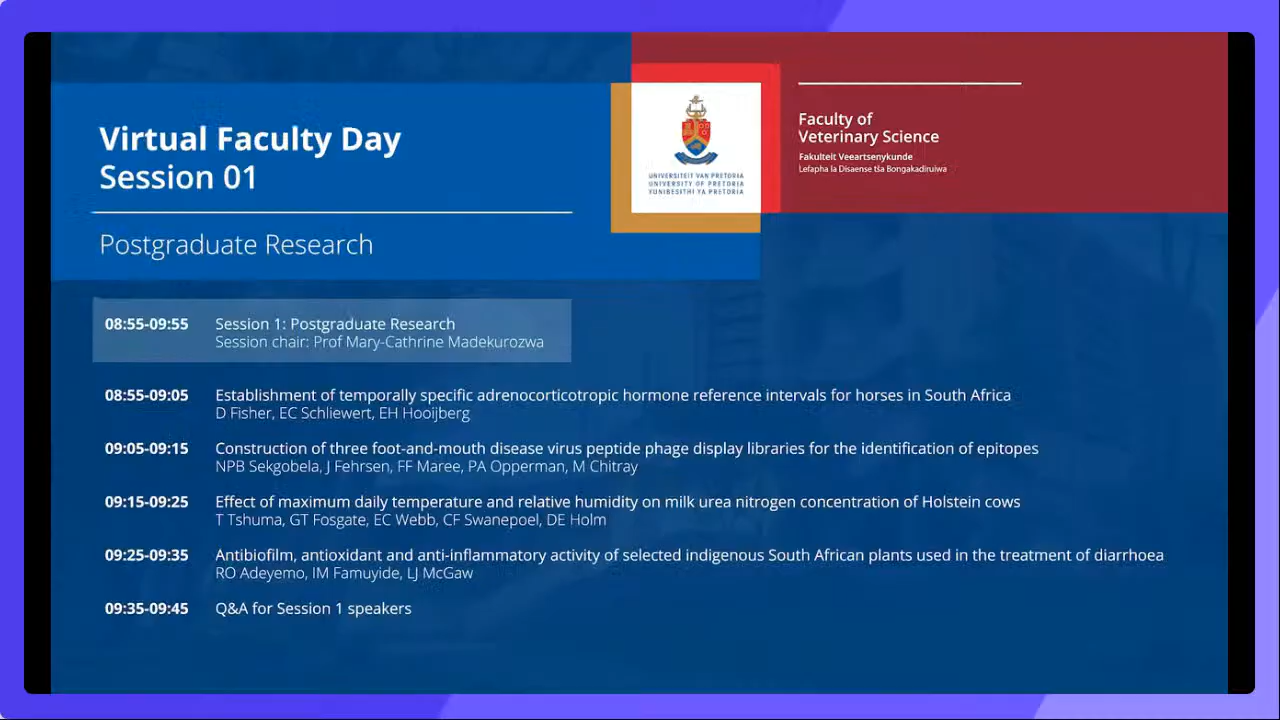 Virtual Faculty Day
Session 01
Postgraduate Research
UNIVERSITEIT VAN PRETORIA
UNIVERSITY OF PRETORIA
YUNIBESITHI YA PRETORIA
Faculty of
Veterinary Science
Fakulteit Veeartsenykunde
Lefapha la Disaense tša Bongakadiruiwa
08:55-09:55 Session 1: Postgraduate Research
Session chair: Prof Mary-Cathrine Madekurozwa
08:55-09:05 Establishment of temporally specific adrenocorticotropic hormone reference intervals for horses in South Africa
D Fisher, EC Schliewert, EH Hooijberg
09:05-09:15 Construction of three foot-and-mouth disease virus peptide phage display libraries for the identification of epitopes
NPB Sekgobela, J Fehrsen, FF Maree, PA Opperman, M Chitray
09:15-09:25 Effect of maximum daily temperature and relative humidity on milk urea nitrogen concentration of Holstein cows
T Tshuma, GT Fosgate, EC Webb, CF Swanepoel, DE Holm
09:25-09:35 Antibiofilm, antioxidant and anti-inflammatory activity of selected indigenous South African plants used in the treatment of diarrhoea
RO Adeyemo, IM Famuyide, LJ McGaw
09:35-09:45 Q&A for Session 1 speakers